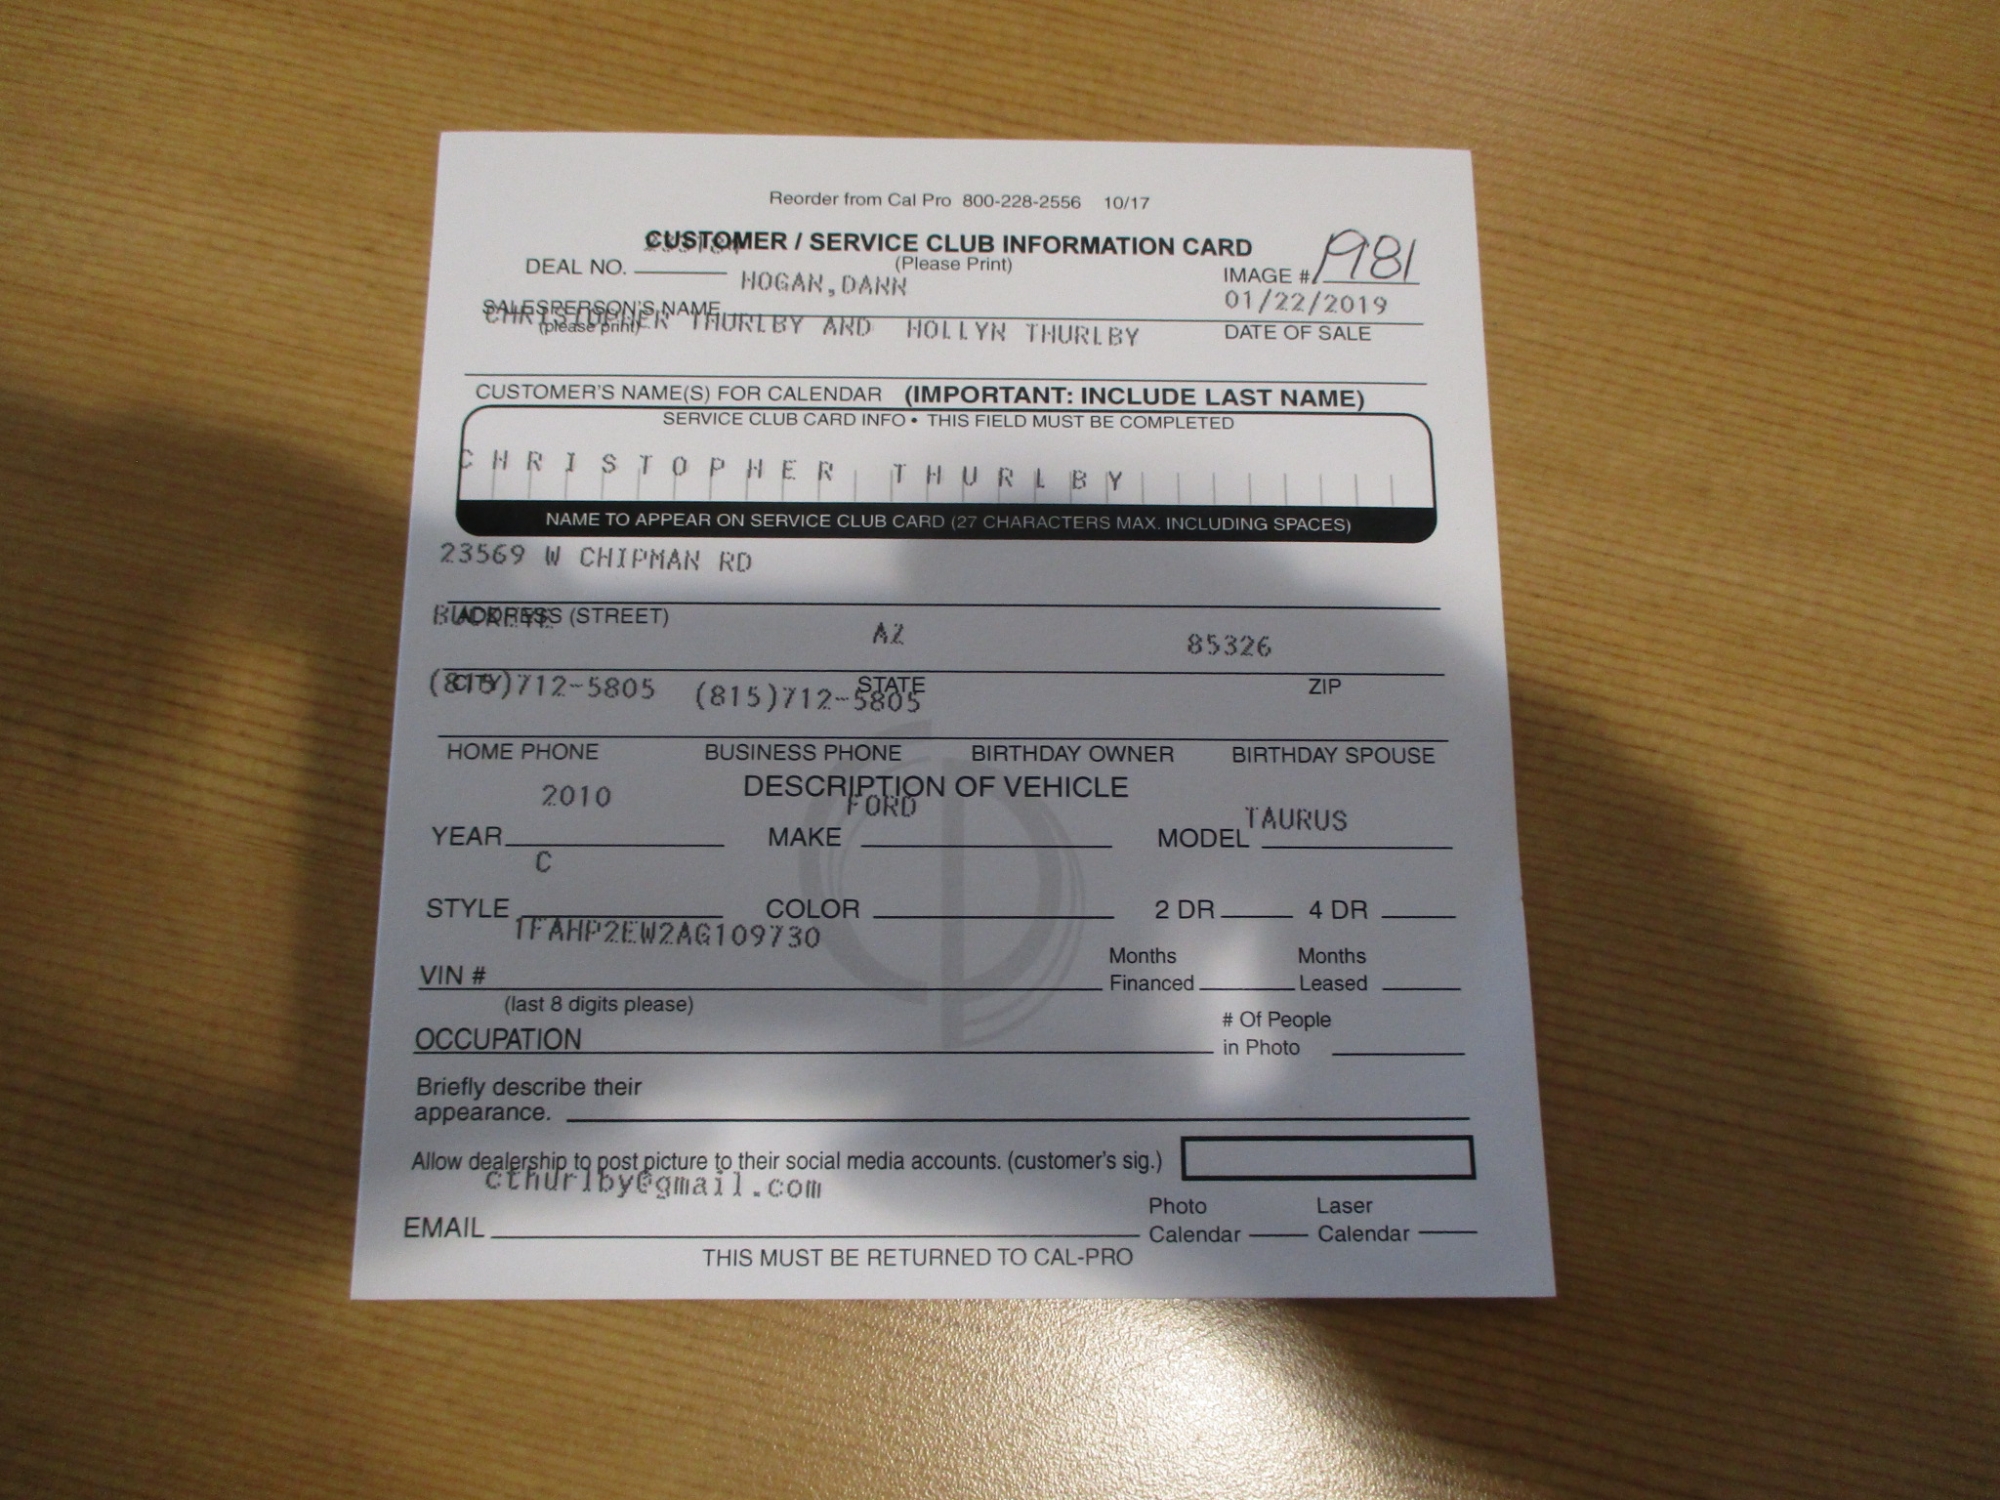 Reorder from Cal Pro 800-228-2556 10/17
CUSTOMER / SERVICE CLUB INFORMATION CARD
(Please Print)
DEAL NO.
IMAGE # 1981
HOGAN,DANN
01/22/2019
SALESPERSON'S NAME
(please print)
DATE OF SALE
CHRISTOPHER THURLBY AND HOLLYN THURLBY
CUSTOMER'S NAME(S) FOR CALENDAR (IMPORTANT: INCLUDE LAST NAME)
SERVICE CLUB CARD INFO • THIS FIELD MUST BE COMPLETED
CHRISTOPHER THURLBY
NAME TO APPEAR ON SERVICE CLUB CARD (27 CHARACTERS MAX. INCLUDING SPACES)
23569 W CHIPMAN RD
ADDRESS (STREET)
BUCKEYE AZ 85326
CITY STATE ZIP
(815)712-5805 (815)712-5805
HOME PHONE BUSINESS PHONE BIRTHDAY OWNER BIRTHDAY SPOUSE
DESCRIPTION OF VEHICLE
2010 FORD TAURUS
YEAR MAKE MODEL
C
STYLE COLOR 2 DR 4 DR
1FAHP2EW2AG109730
VIN # Months Financed Months Leased
(last 8 digits please)
OCCUPATION # Of People in Photo
Briefly describe their
appearance.
Allow dealership to post picture to their social media accounts. (customer's sig.)
cthurlby@gmail.com
EMAIL Photo Calendar Laser Calendar
THIS MUST BE RETURNED TO CAL-PRO